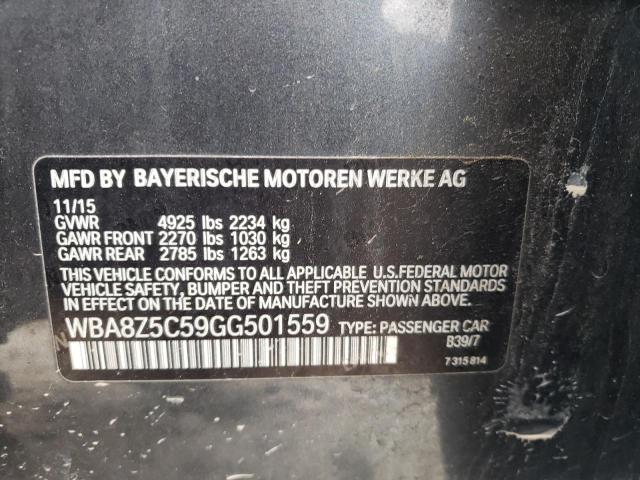 MFD BY BAYERISCHE MOTOREN WERKE AG
11/15
GVWR 4925 lbs 2234 kg
GAWR FRONT 2270 lbs 1030 kg
GAWR REAR 2785 lbs 1263 kg
THIS VEHICLE CONFORMS TO ALL APPLICABLE U.S.FEDERAL MOTOR
VEHICLE SAFETY, BUMPER AND THEFT PREVENTION STANDARDS
IN EFFECT ON THE DATE OF MANUFACTURE SHOWN ABOVE.
WBA8Z5C59GG501559 TYPE: PASSENGER CAR
B39/7
7 315 814